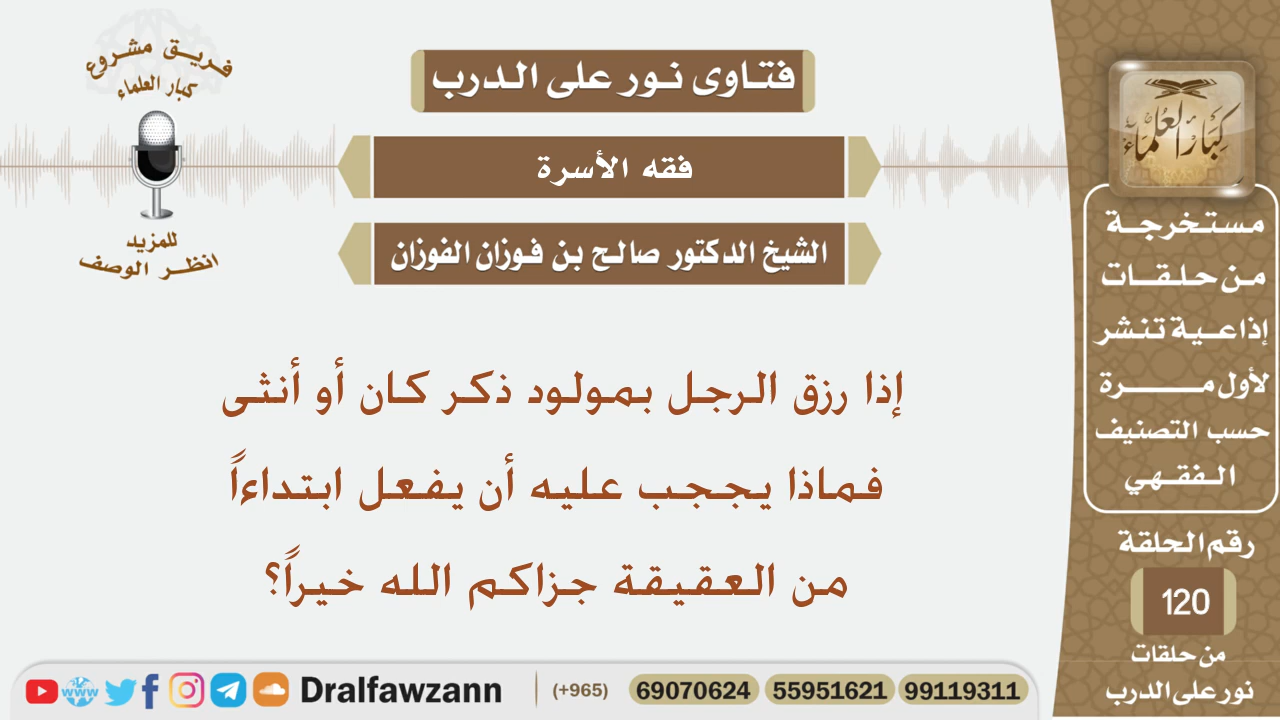 فريق مشروع
كبار العلماء
للمزيد
انظر الوصف
فتاوى نور على الدرب
فقه الأسرة
الشيخ الدكتور صالح بن فوزان الفوزان
إذا رزق الرجل بمولود ذكر كان أو أنثى
فماذا يججب عليه أن يفعل ابتداءاً
من العقيقة جزاكم الله خيراً؟
كبار العلماء
مستخرجة
من حلقات
إذاعية تنشر
لأول مرة
حسب التصنيف
الفقهي
رقم الحلقة
120
من حلقات
نور على الدرب
www Dralfawzann (+965) 69070624 55951621 99119311